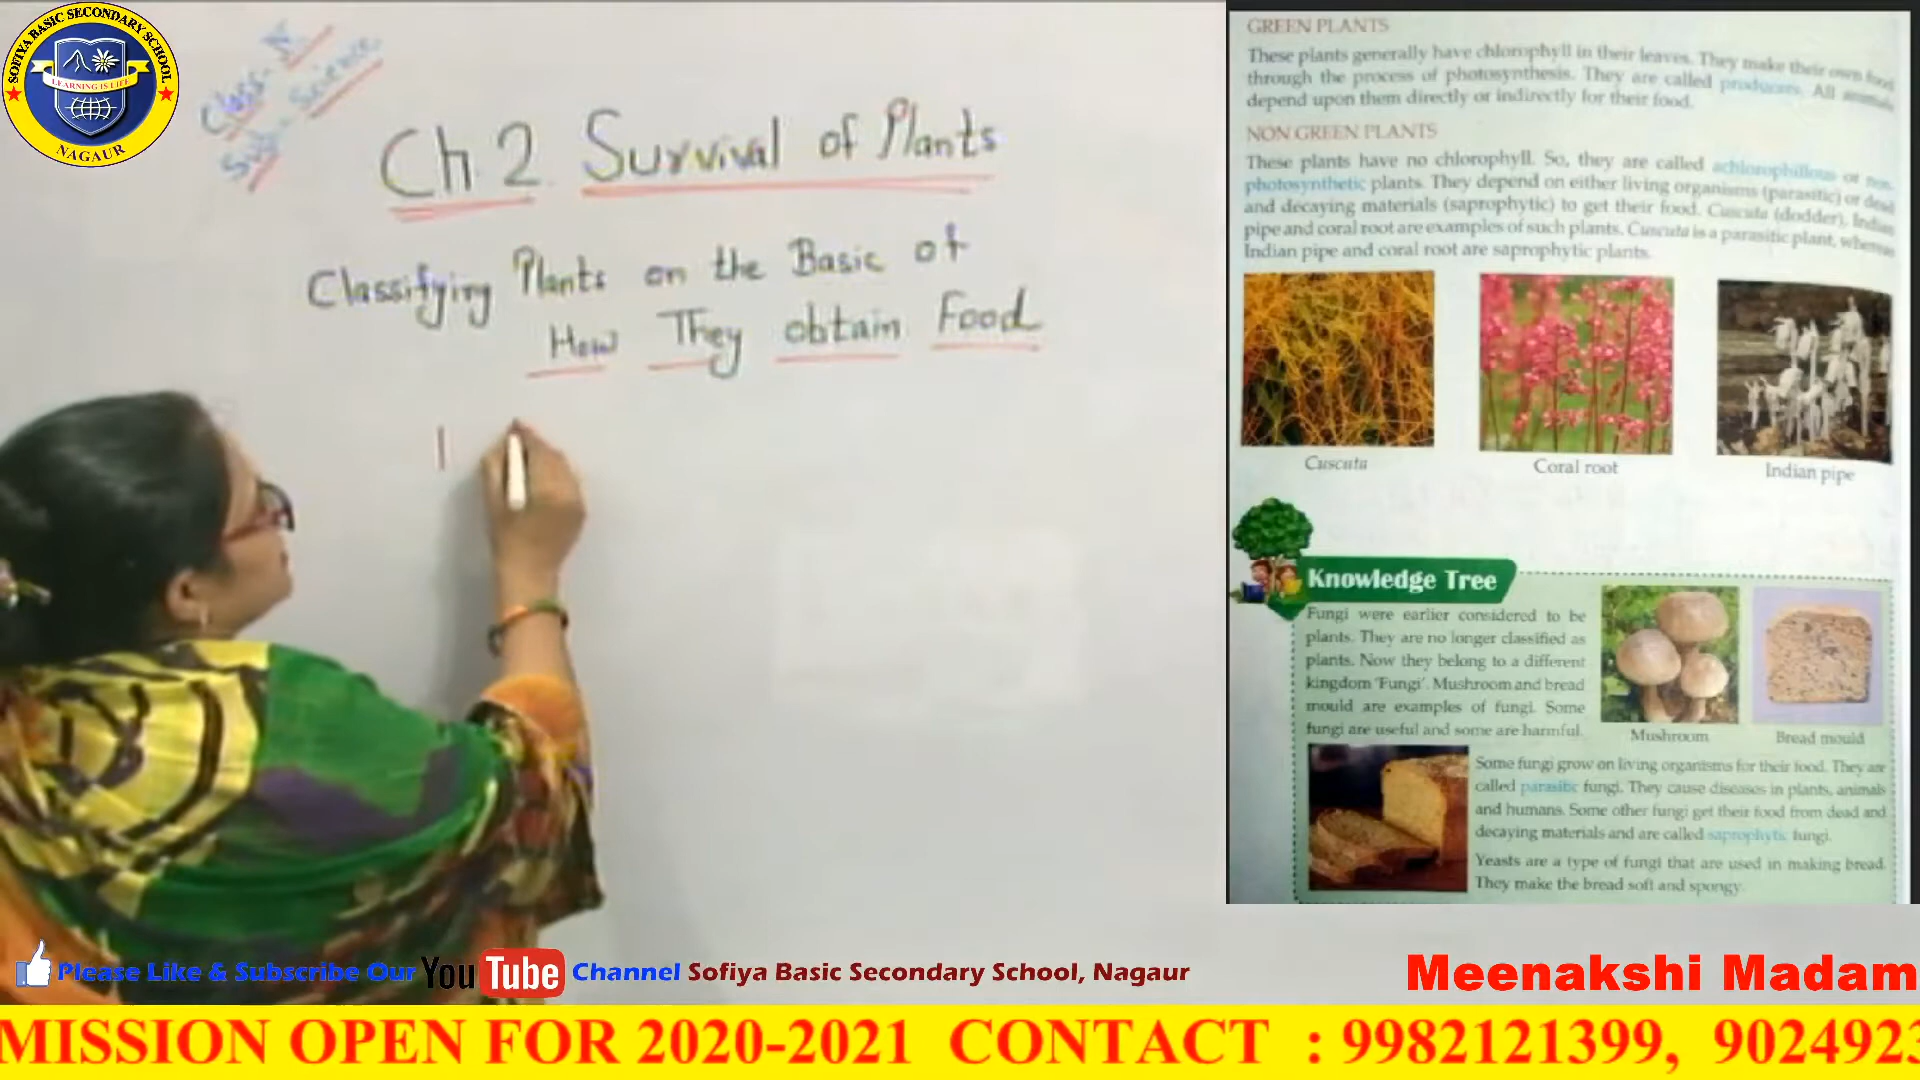 SOFIYA BASIC SECONDARY SCHOOL
LEARNING IS LIFE
NAGAUR
Class - V
Sub - Science
Ch. 2 Survival of Plants
Classifying Plants on the Basic of
How They obtain Food
1
GREEN PLANTS
These plants generally have chlorophyll in their leaves. They make their own food
through the process of photosynthesis. They are called producers. All animals
depend upon them directly or indirectly for their food.
NON GREEN PLANTS
These plants have no chlorophyll. So, they are called achlorophillous or non-
photosynthetic plants. They depend on either living organisms (parasitic) or dead
and decaying materials (saprophytic) to get their food. Cuscuta (dodder), Indian
pipe and coral root are examples of such plants. Cuscuta is a parasitic plant, whereas
Indian pipe and coral root are saprophytic plants.
Cuscuta
Coral root
Indian pipe
Knowledge Tree
Fungi were earlier considered to be
plants. They are no longer classified as
plants. Now they belong to a different
kingdom 'Fungi'. Mushroom and bread
mould are examples of fungi. Some
fungi are useful and some are harmful.
Mushroom
Bread mould
Some fungi grow on living organisms for their food. They are
called parasitic fungi. They cause diseases in plants, animals
and humans. Some other fungi get their food from dead and
decaying materials and are called saprophytic fungi.
Yeasts are a type of fungi that are used in making bread.
They make the bread soft and spongy.
Please Like & Subscribe Our YouTube Channel Sofiya Basic Secondary School, Nagaur
Meenakshi Madam
MISSION OPEN FOR 2020-2021 CONTACT : 9982121399, 9024923